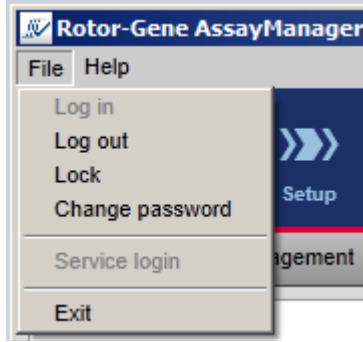 Rotor-Gene AssayManager
File Help
Log in
Log out
Lock
Change password
Service login
Exit
Setup
agement